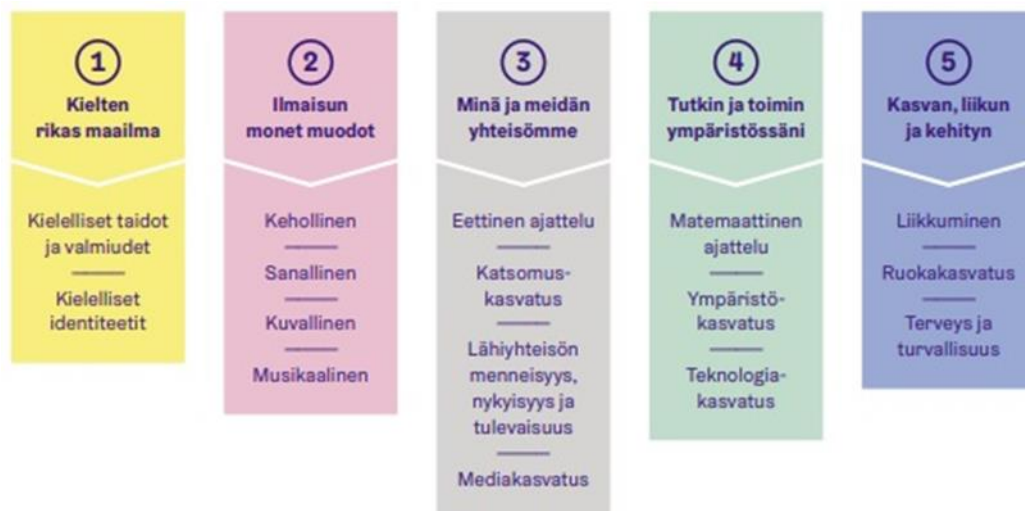 1
Kielten
rikas maailma
Kielelliset taidot
ja valmiudet
Kielelliset
identiteetit
2
Ilmaisun
monet muodot
Kehollinen
Sanallinen
Kuvallinen
Musikaalinen
3
Minä ja meidän
yhteisömme
Eettinen ajattelu
Katsomus-
kasvatus
Lähiyhteisön
menneisyys,
nykyisyys ja
tulevaisuus
Mediakasvatus
4
Tutkin ja toimin
ympäristössäni
Matemaattinen
ajattelu
Ympäristö-
kasvatus
Teknologia-
kasvatus
5
Kasvan, liikun
ja kehityn
Liikkuminen
Ruokakasvatus
Terveys ja
turvallisuus